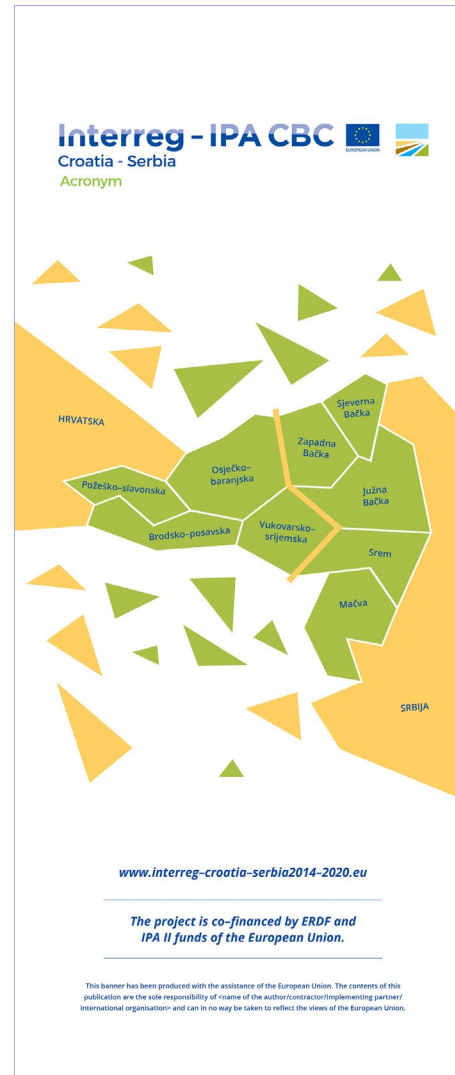 Interreg - IPA CBC
EUROPEAN UNION
Croatia - Serbia
Acronym
Sjeverna
Bačka
HRVATSKA
Zapadna
Bačka
Osječko–
baranjska
Požeško–slavonska
Južna
Bačka
Vukovarsko–
srijemska
Brodsko–posavska
Srem
Mačva
SRBIJA
www.interreg–croatia–serbia2014–2020.eu
The project is co–financed by ERDF and
IPA II funds of the European Union.
This banner has been produced with the assistance of the European Union. The contents of this
publication are the sole responsibility of <name of the author/contractor/implementing partner/
international organisation> and can in no way be taken to reflect the views of the European Union.